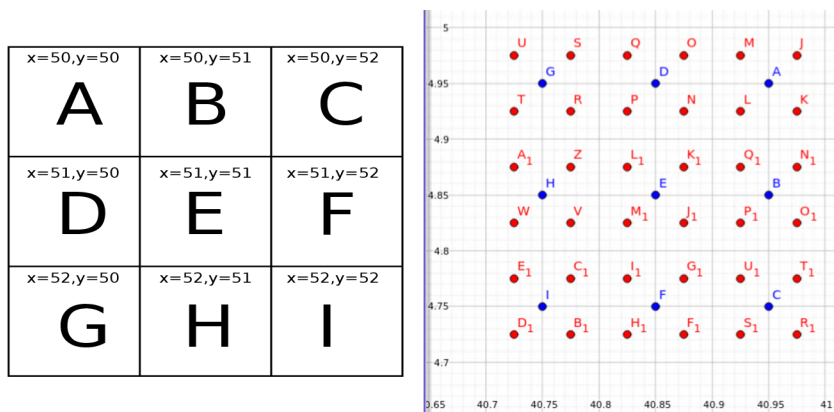 x=50,y=50 x=50,y=51 x=50,y=52
A B C
x=51,y=50 x=51,y=51 x=51,y=52
D E F
x=52,y=50 x=52,y=51 x=52,y=52
G H I
5
U S Q O M J
G D A
4.95
T R P N L K
4.9
A₁ Z L₁ K₁ Q₁ N₁
H E B
4.85
W V M₁ J₁ P₁ O₁
4.8
E₁ C₁ I₁ G₁ U₁ T₁
I F C
4.75
D₁ B₁ H₁ F₁ S₁ R₁
4.7
0.65 40.7 40.75 40.8 40.85 40.9 40.95 41